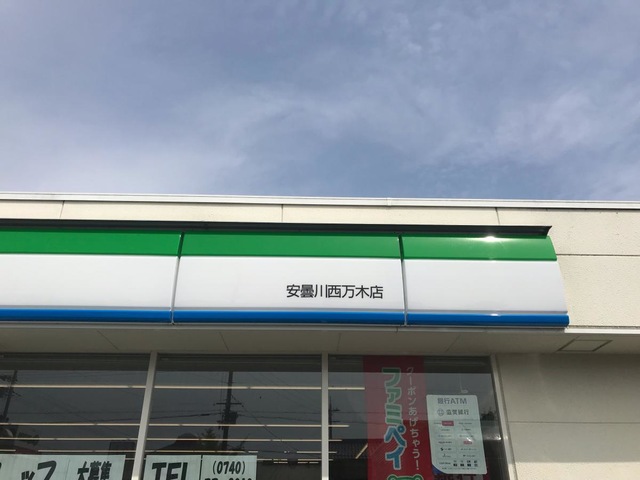 安曇川西万木店
クーポンあげちゃう!
ファミペイ
銀行ATM
滋賀銀行
大募集
TEL
(0740)